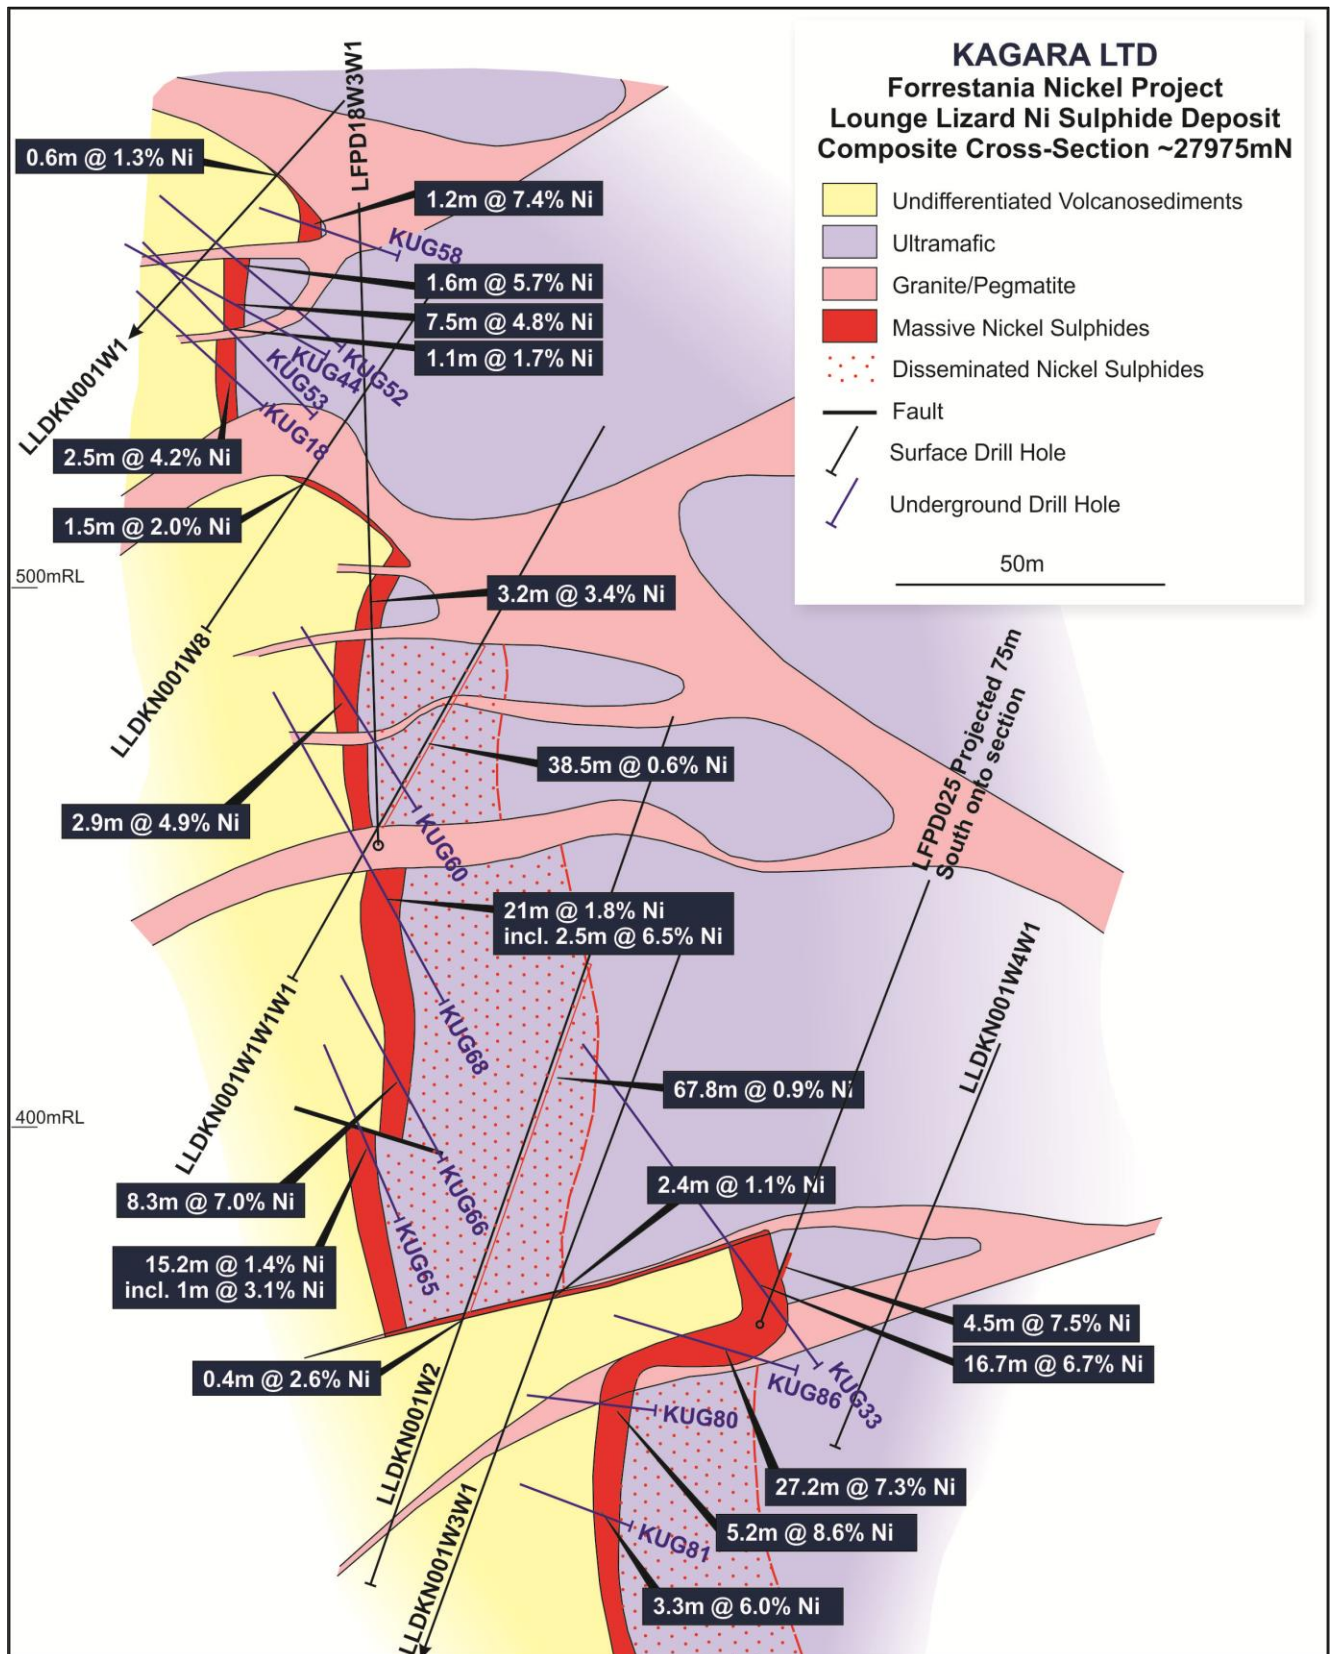 KAGARA LTD
Forrestania Nickel Project
Lounge Lizard Ni Sulphide Deposit
Composite Cross-Section ~27975mN
Undifferentiated Volcanosediments
Ultramafic
Granite/Pegmatite
Massive Nickel Sulphides
Disseminated Nickel Sulphides
Fault
Surface Drill Hole
Underground Drill Hole
50m
LFPD18W3W1
0.6m @ 1.3% Ni
1.2m @ 7.4% Ni
KUG58
1.6m @ 5.7% Ni
7.5m @ 4.8% Ni
1.1m @ 1.7% Ni
LLDKN001W1
KUG52
KUG44
KUG53
KUG18
2.5m @ 4.2% Ni
1.5m @ 2.0% Ni
500mRL
3.2m @ 3.4% Ni
LLDKN001W8
38.5m @ 0.6% Ni
2.9m @ 4.9% Ni
KUG60
LFPD025 Projected 75m
South onto section
21m @ 1.8% Ni
incl. 2.5m @ 6.5% Ni
LLDKN001W4W1
LLDKN001W1W1W1
KUG68
67.8m @ 0.9% Ni
400mRL
8.3m @ 7.0% Ni
KUG66
2.4m @ 1.1% Ni
15.2m @ 1.4% Ni
incl. 1m @ 3.1% Ni
KUG65
4.5m @ 7.5% Ni
16.7m @ 6.7% Ni
0.4m @ 2.6% Ni
KUG33
KUG86
KUG80
LLDKN001W2
27.2m @ 7.3% Ni
5.2m @ 8.6% Ni
KUG81
LLDKN001W3W1
3.3m @ 6.0% Ni